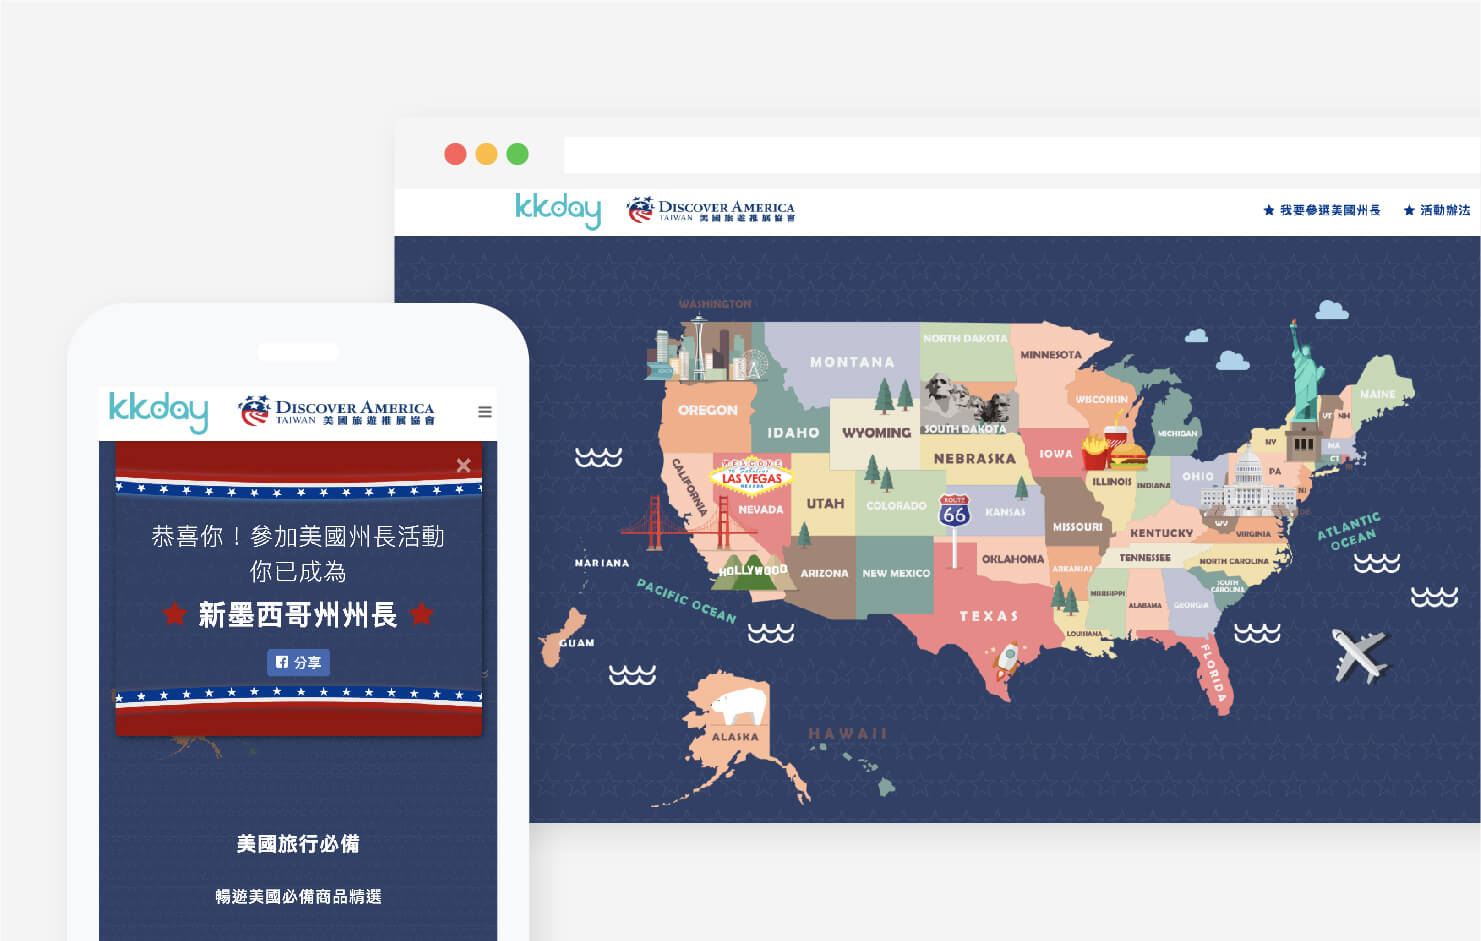 kkday
DISCOVER AMERICA
TAIWAN 美國旅遊推展協會
★ 我要參選美國州長
★ 活動辦法
WASHINGTON
MONTANA
NORTH DAKOTA
MINNESOTA
OREGON
IDAHO
WYOMING
SOUTH DAKOTA
WISCONSIN
MICHIGAN
VT
NH
MAINE
NY
MA
CT
RI
NEBRASKA
IOWA
ILLINOIS
INDIANA
OHIO
PA
NJ
CALIFORNIA
WELCOME
to Fabulous
LAS VEGAS
NEVADA
NEVADA
UTAH
COLORADO
ROUTE
66
KANSAS
MISSOURI
KENTUCKY
WV
VIRGINIA
ATLANTIC
OCEAN
HOLLYWOOD
ARIZONA
NEW MEXICO
OKLAHOMA
ARKANSAS
TENNESSEE
NORTH CAROLINA
SOUTH
CAROLINA
MARIANA
PACIFIC OCEAN
TEXAS
MISSISSIPPI
ALABAMA
GEORGIA
LOUISIANA
FLORIDA
GUAM
ALASKA
HAWAII
kkday
DISCOVER AMERICA
TAIWAN 美國旅遊推展協會
恭喜你！參加美國州長活動
你已成為
★ 新墨西哥州州長 ★
分享
美國旅行必備
暢遊美國必備商品精選